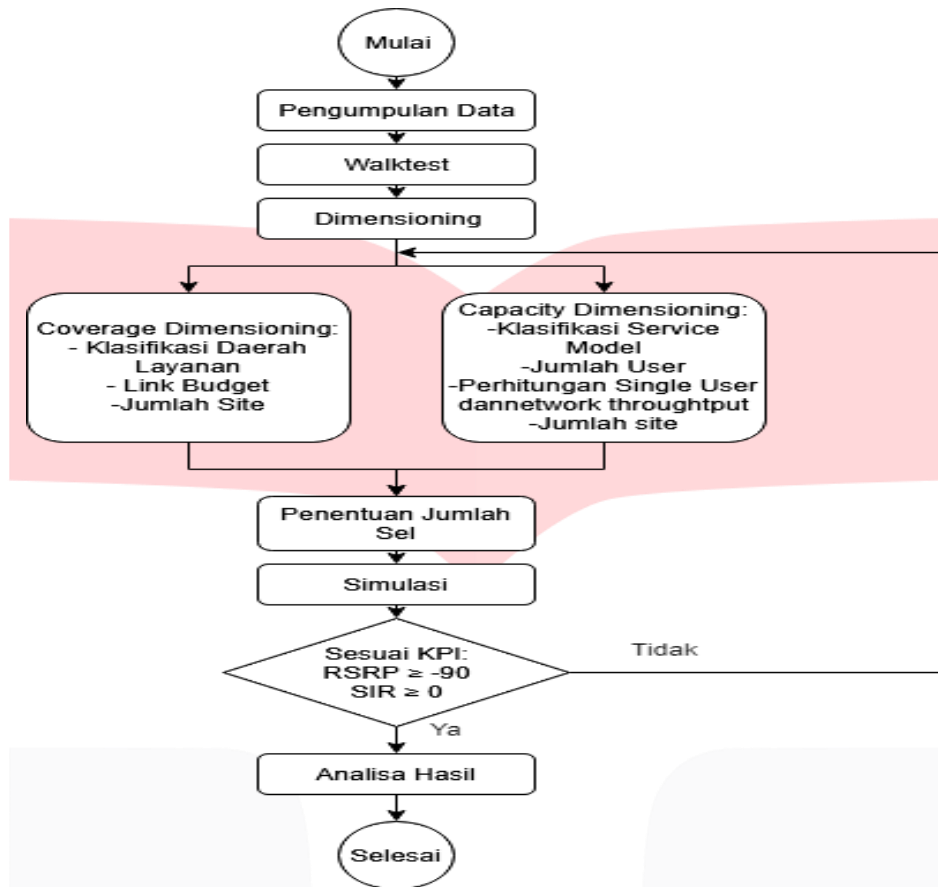 Mulai
Pengumpulan Data
Walktest
Dimensioning
Coverage Dimensioning:
- Klasifikasi Daerah
Layanan
- Link Budget
-Jumlah Site
Capacity Dimensioning:
-Klasifikasi Service
Model
-Jumlah User
-Perhitungan Single User
dannetwork throughtput
-Jumlah site
Penentuan Jumlah
Sel
Simulasi
Sesuai KPI:
RSRP ≥ -90
SIR ≥ 0
Tidak
Ya
Analisa Hasil
Selesai